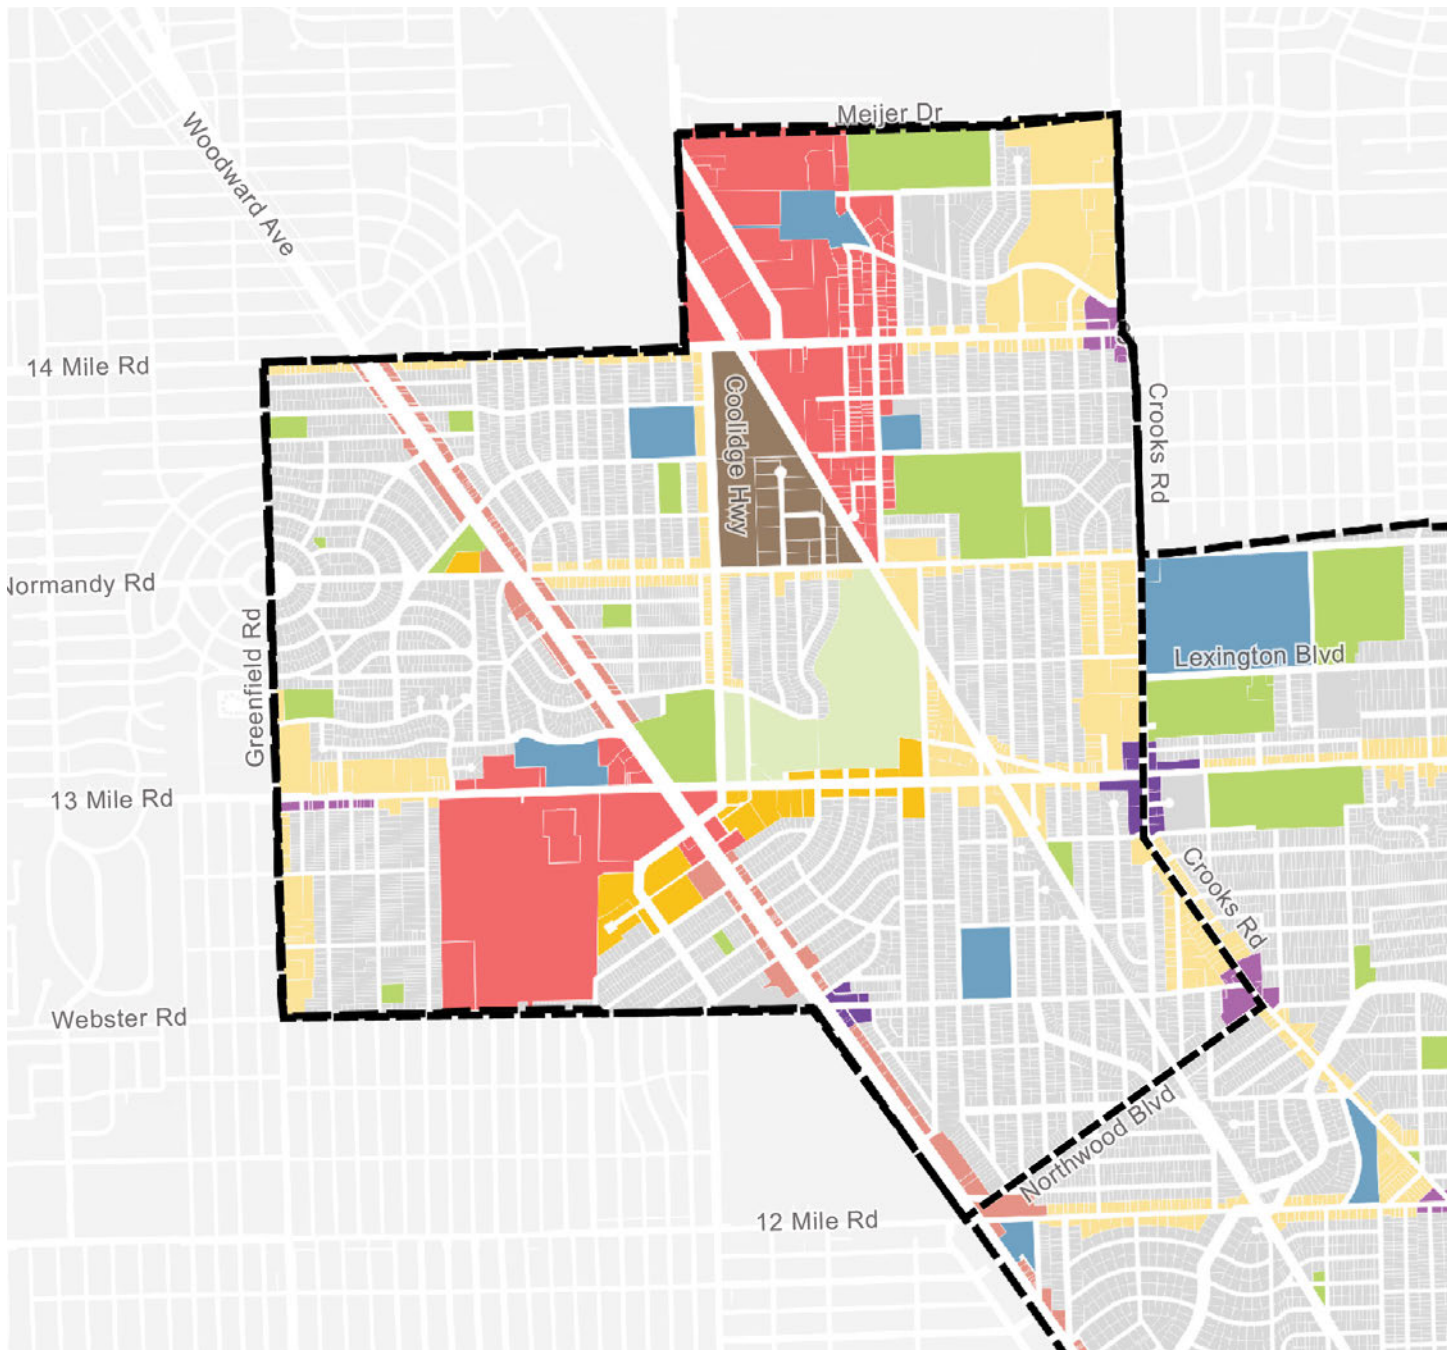 Meijer Dr
Woodward Ave
14 Mile Rd
Coolidge Hwy
Crooks Rd
Normandy Rd
Greenfield Rd
Lexington Blvd
13 Mile Rd
Crooks Rd
Webster Rd
Northwood Blvd
12 Mile Rd